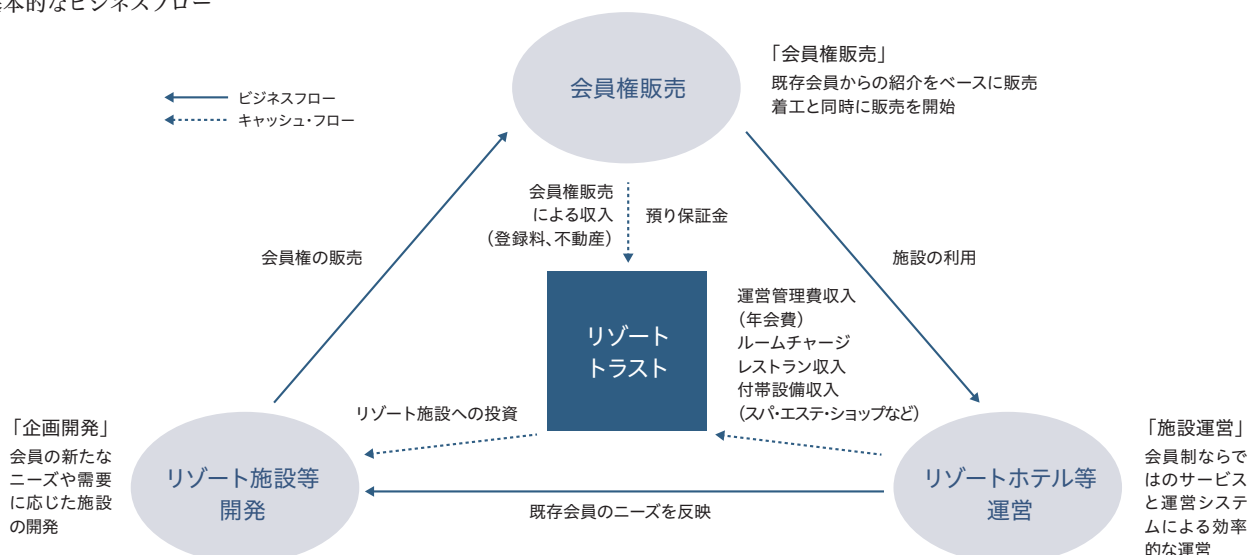 基本的なビジネスフロー
会員権販売
「会員権販売」
既存会員からの紹介をベースに販売
着工と同時に販売を開始
ビジネスフロー
キャッシュ・フロー
会員権販売
による収入
(登録料、不動産)
預り保証金
会員権の販売
施設の利用
リゾート
トラスト
運営管理費収入
(年会費)
ルームチャージ
レストラン収入
付帯設備収入
(スパ・エステ・ショップなど)
リゾート施設への投資
「企画開発」
会員の新たな
ニーズや需要
に応じた施設
の開発
リゾート施設等
開発
既存会員のニーズを反映
リゾートホテル等
運営
「施設運営」
会員制ならで
はのサービス
と運営システ
ムによる効率
的な運営